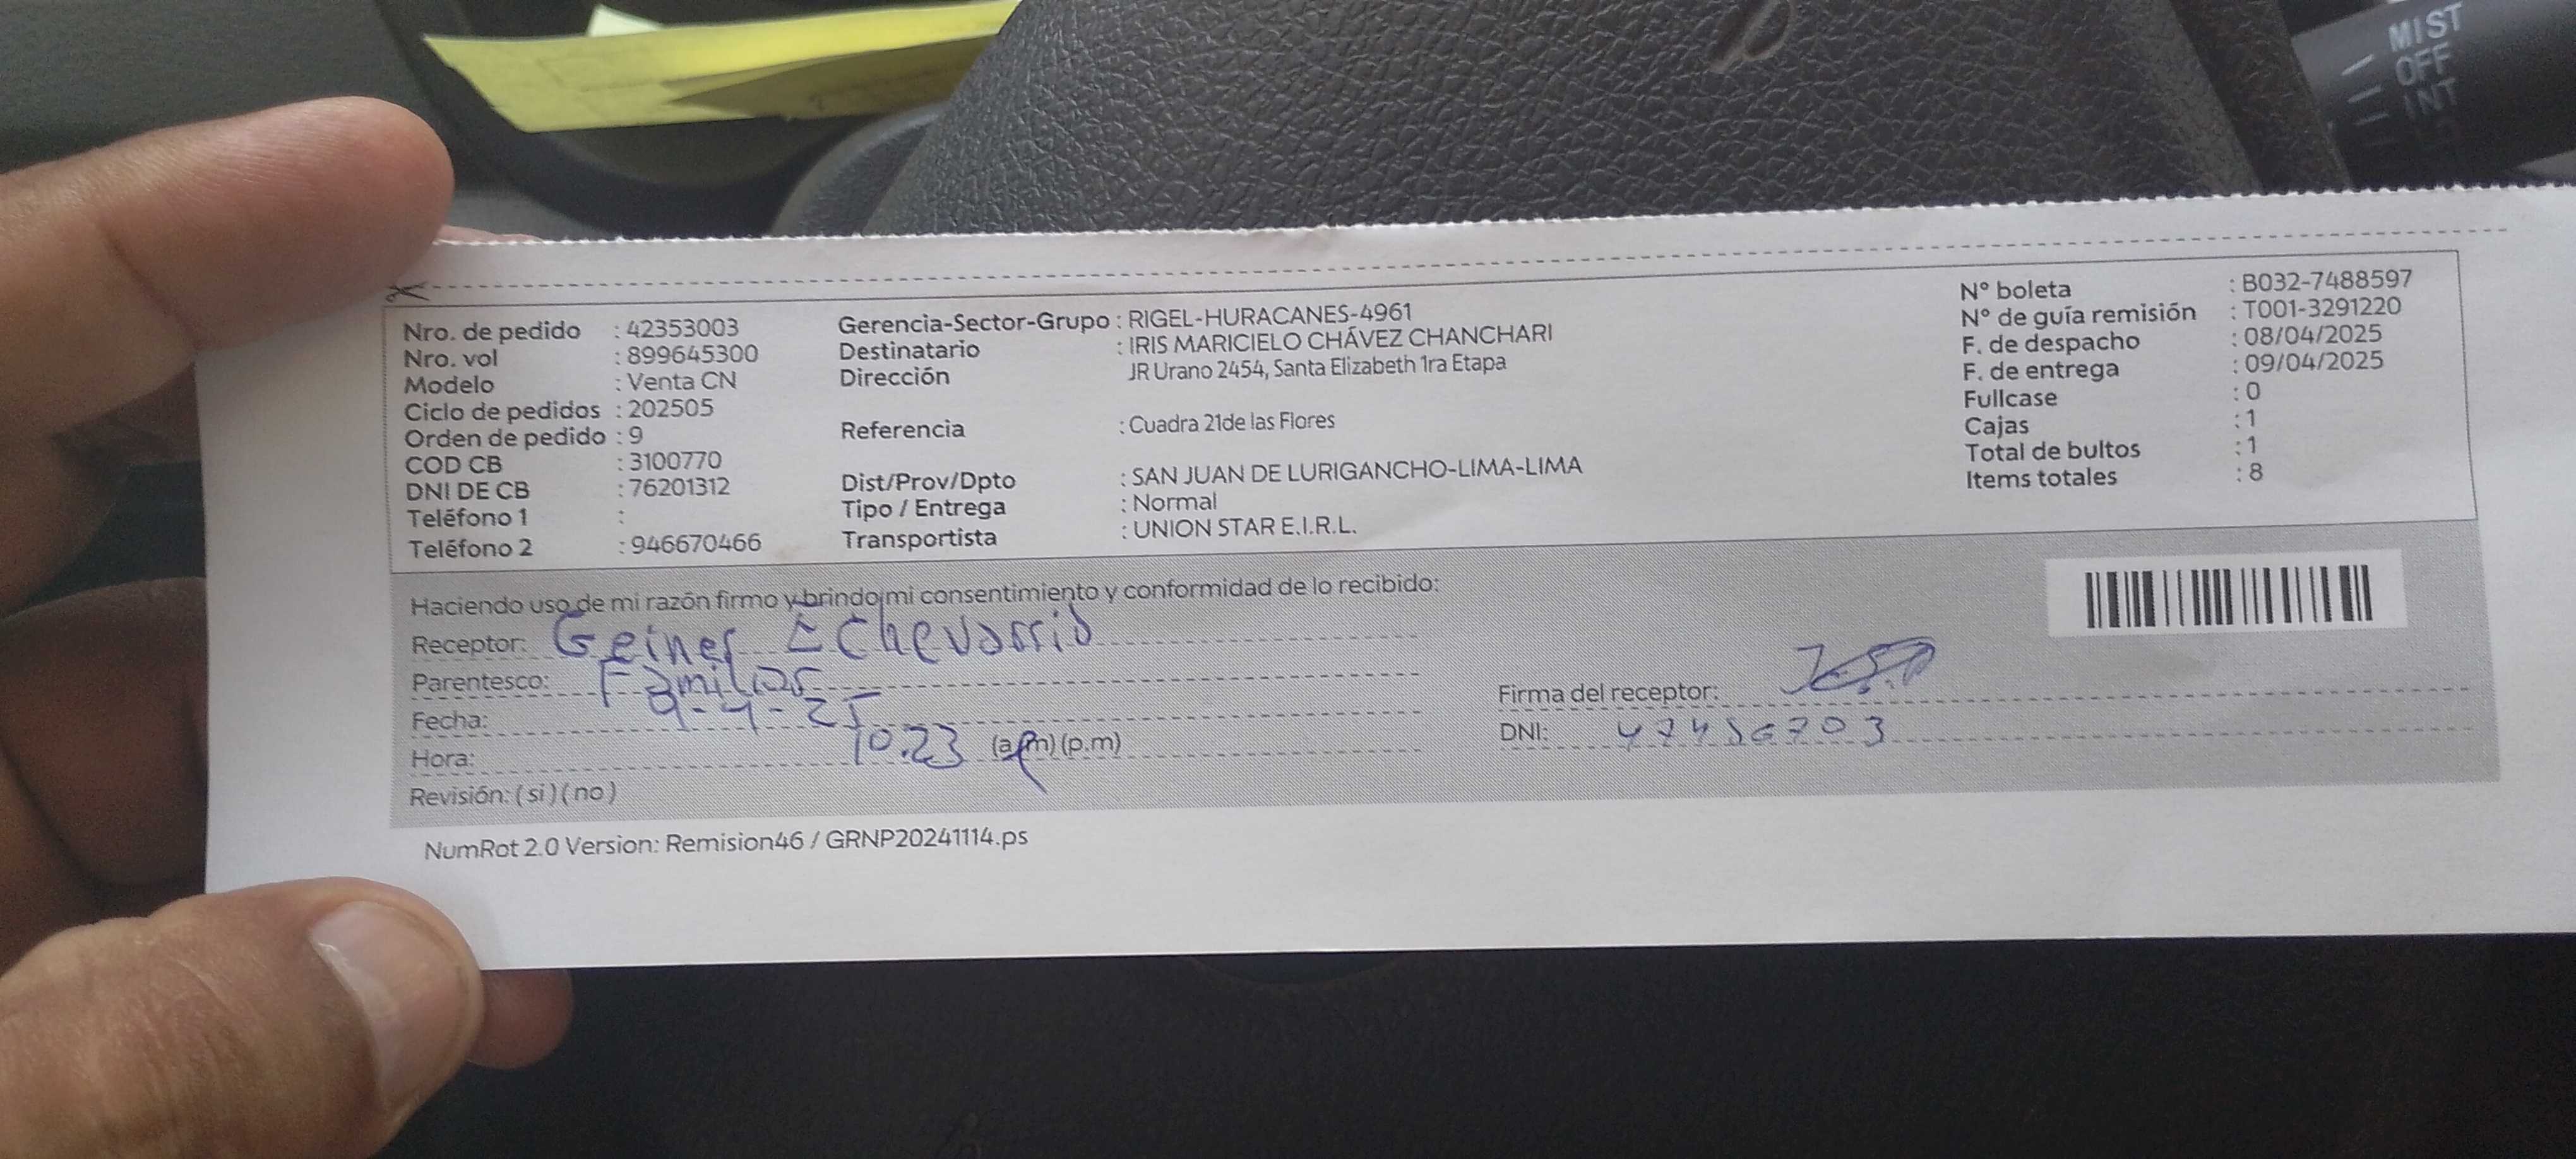 MIST
OFF
INT
Nro. de pedido : 42353003
Nro. vol : 899645300
Modelo : Venta CN
Ciclo de pedidos : 202505
Orden de pedido : 9
COD CB : 3100770
DNI DE CB : 76201312
Teléfono 1 :
Teléfono 2 : 946670466
Gerencia-Sector-Grupo : RIGEL-HURACANES-4961
Destinatario : IRIS MARICIELO CHÁVEZ CHANCHARI
Dirección JR Urano 2454, Santa Elizabeth 1ra Etapa
Referencia : Cuadra 21de las Flores
Dist/Prov/Dpto : SAN JUAN DE LURIGANCHO-LIMA-LIMA
Tipo / Entrega : Normal
Transportista : UNION STAR E.I.R.L.
N° boleta : B032-7488597
N° de guía remisión : T001-3291220
F. de despacho : 08/04/2025
F. de entrega : 09/04/2025
Fullcase : 0
Cajas : 1
Total de bultos : 1
Items totales : 8
Haciendo uso de mi razón firmo y brindo mi consentimiento y conformidad de lo recibido:
Receptor: Geiner Echevarria
Parentesco: Familiar
Fecha: 9-4-25
Hora: 10:23 (a.m) (p.m)
Revisión: ( si ) ( no )
Firma del receptor:
DNI: 47456703
NumRot 2.0 Version: Remision46 / GRNP20241114.ps